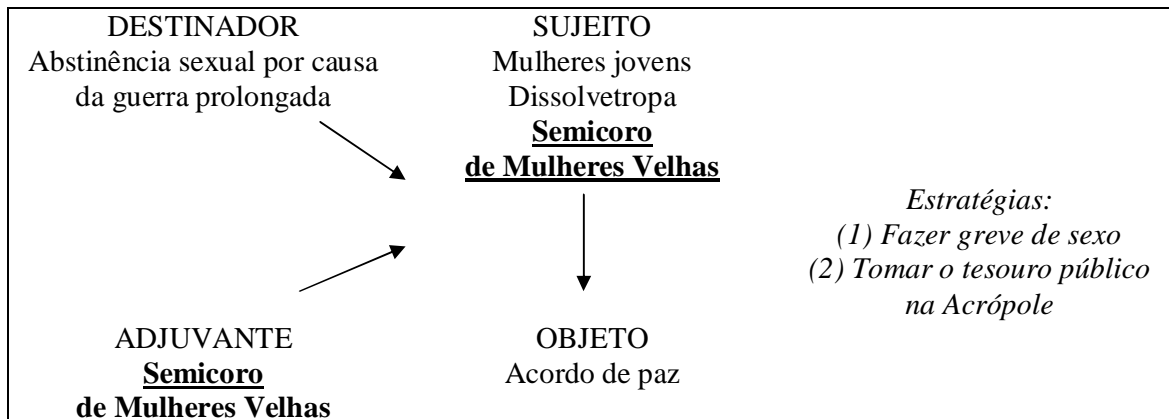 DESTINADOR
Abstinência sexual por causa
da guerra prolongada
SUJEITO
Mulheres jovens
Dissolvetropa
Semicoro
de Mulheres Velhas
Estratégias:
(1) Fazer greve de sexo
(2) Tomar o tesouro público
na Acrópole
ADJUVANTE
Semicoro
de Mulheres Velhas
OBJETO
Acordo de paz